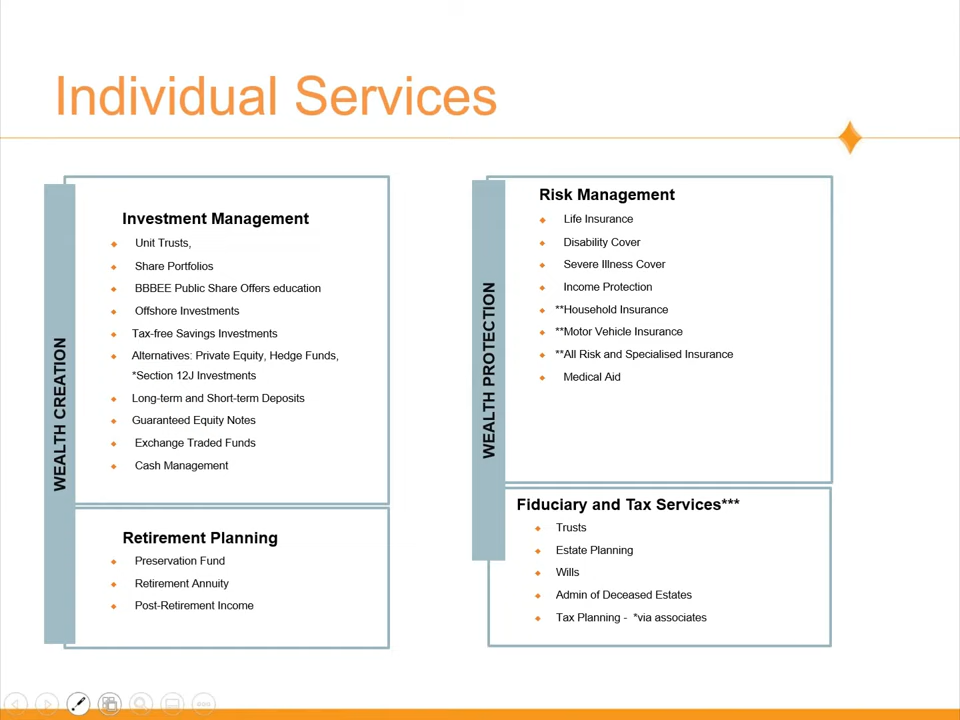 Individual Services
WEALTH CREATION
Investment Management
Unit Trusts,
Share Portfolios
BBBEE Public Share Offers education
Offshore Investments
Tax-free Savings Investments
Alternatives: Private Equity, Hedge Funds,
*Section 12J Investments
Long-term and Short-term Deposits
Guaranteed Equity Notes
Exchange Traded Funds
Cash Management
Retirement Planning
Preservation Fund
Retirement Annuity
Post-Retirement Income
WEALTH PROTECTION
Risk Management
Life Insurance
Disability Cover
Severe Illness Cover
Income Protection
**Household Insurance
**Motor Vehicle Insurance
**All Risk and Specialised Insurance
Medical Aid
Fiduciary and Tax Services***
Trusts
Estate Planning
Wills
Admin of Deceased Estates
Tax Planning - *via associates